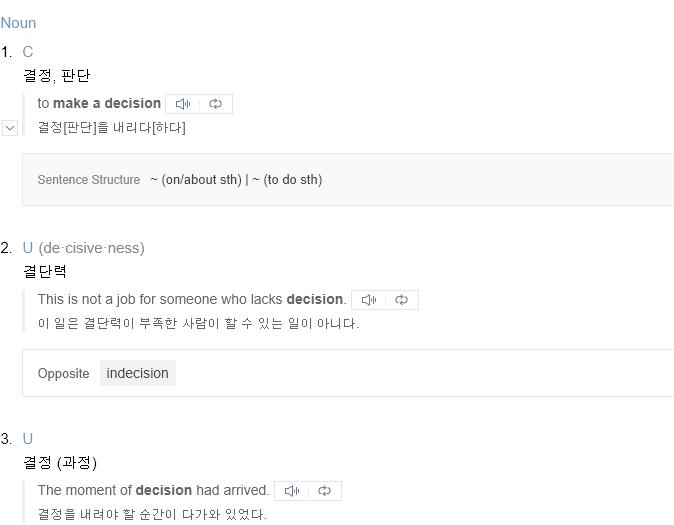 Noun
1. C
결정, 판단
to make a decision
결정[판단]을 내리다[하다]
Sentence Structure ~ (on/about sth) | ~ (to do sth)
2. U (de·cisive·ness)
결단력
This is not a job for someone who lacks decision.
이 일은 결단력이 부족한 사람이 할 수 있는 일이 아니다.
Opposite indecision
3. U
결정 (과정)
The moment of decision had arrived.
결정을 내려야 할 순간이 다가와 있었다.